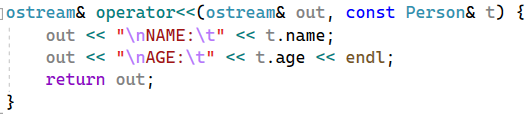 ostream& operator<<(ostream& out, const Person& t) {
    out << "\nNAME:\t" << t.name;
    out << "\nAGE:\t" << t.age << endl;
    return out;
}